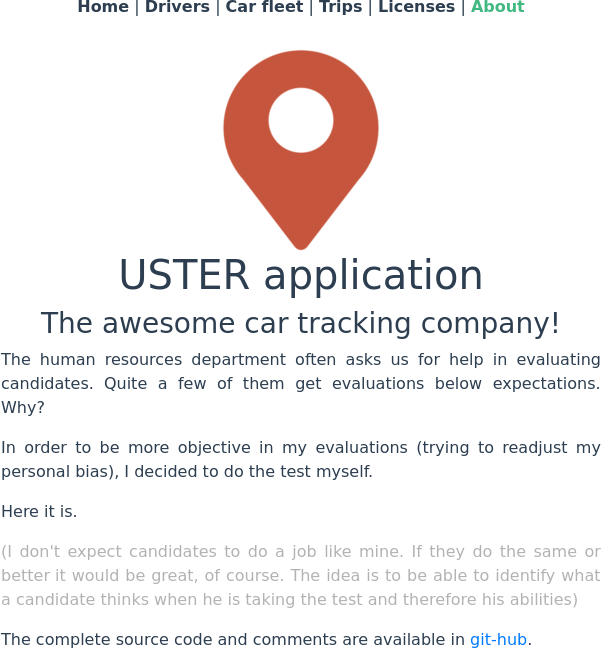 Home | Drivers | Car fleet | Trips | Licenses | About
USTER application
The awesome car tracking company!
The human resources department often asks us for help in evaluating
candidates. Quite a few of them get evaluations below expectations.
Why?
In order to be more objective in my evaluations (trying to readjust my
personal bias), I decided to do the test myself.
Here it is.
(I don't expect candidates to do a job like mine. If they do the same or
better it would be great, of course. The idea is to be able to identify what
a candidate thinks when he is taking the test and therefore his abilities)
The complete source code and comments are available in git-hub.